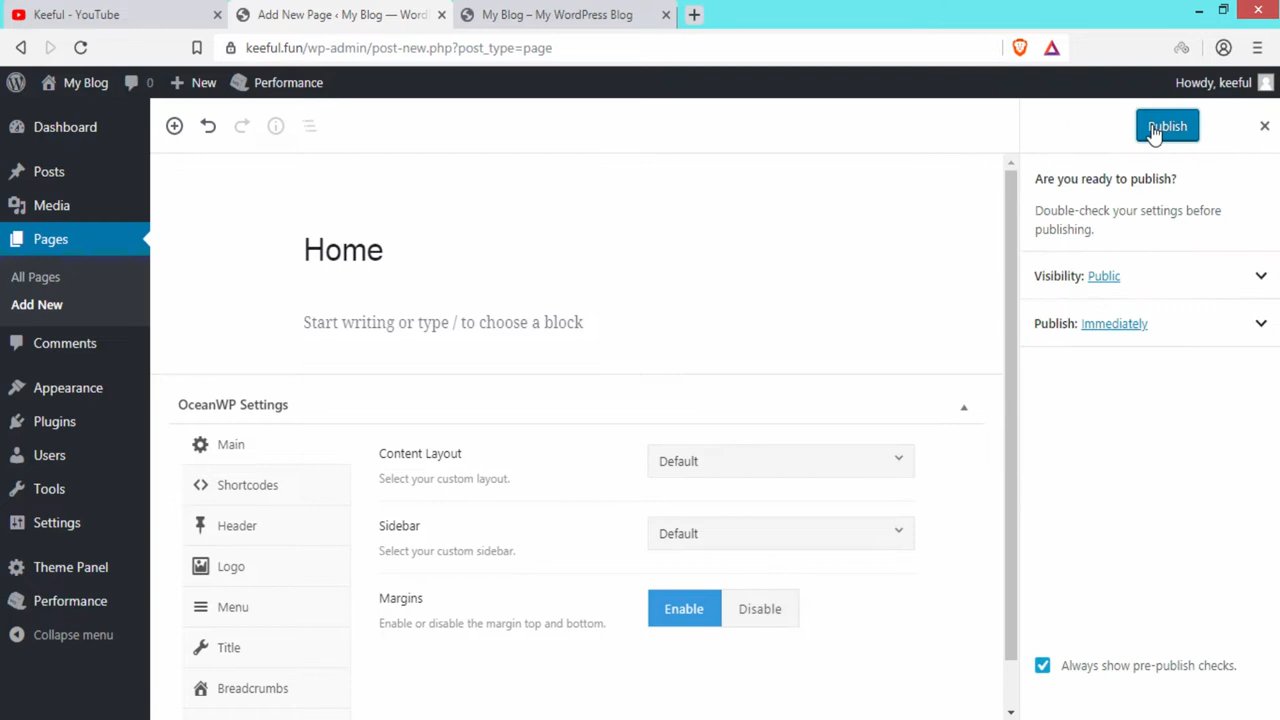 Keeful - YouTube
Add New Page ‹ My Blog — Word
My Blog – My WordPress Blog
keeful.fun/wp-admin/post-new.php?post_type=page
My Blog
0
New
Performance
Howdy, keeful
Dashboard
Posts
Media
Pages
All Pages
Add New
Comments
Appearance
Plugins
Users
Tools
Settings
Theme Panel
Performance
Collapse menu
Home
Start writing or type / to choose a block
OceanWP Settings
Main
Shortcodes
Header
Logo
Menu
Title
Breadcrumbs
Content Layout
Select your custom layout.
Default
Sidebar
Select your custom sidebar.
Default
Margins
Enable or disable the margin top and bottom.
Enable
Disable
Publish
Are you ready to publish?
Double-check your settings before
publishing.
Visibility: Public
Publish: Immediately
Always show pre-publish checks.